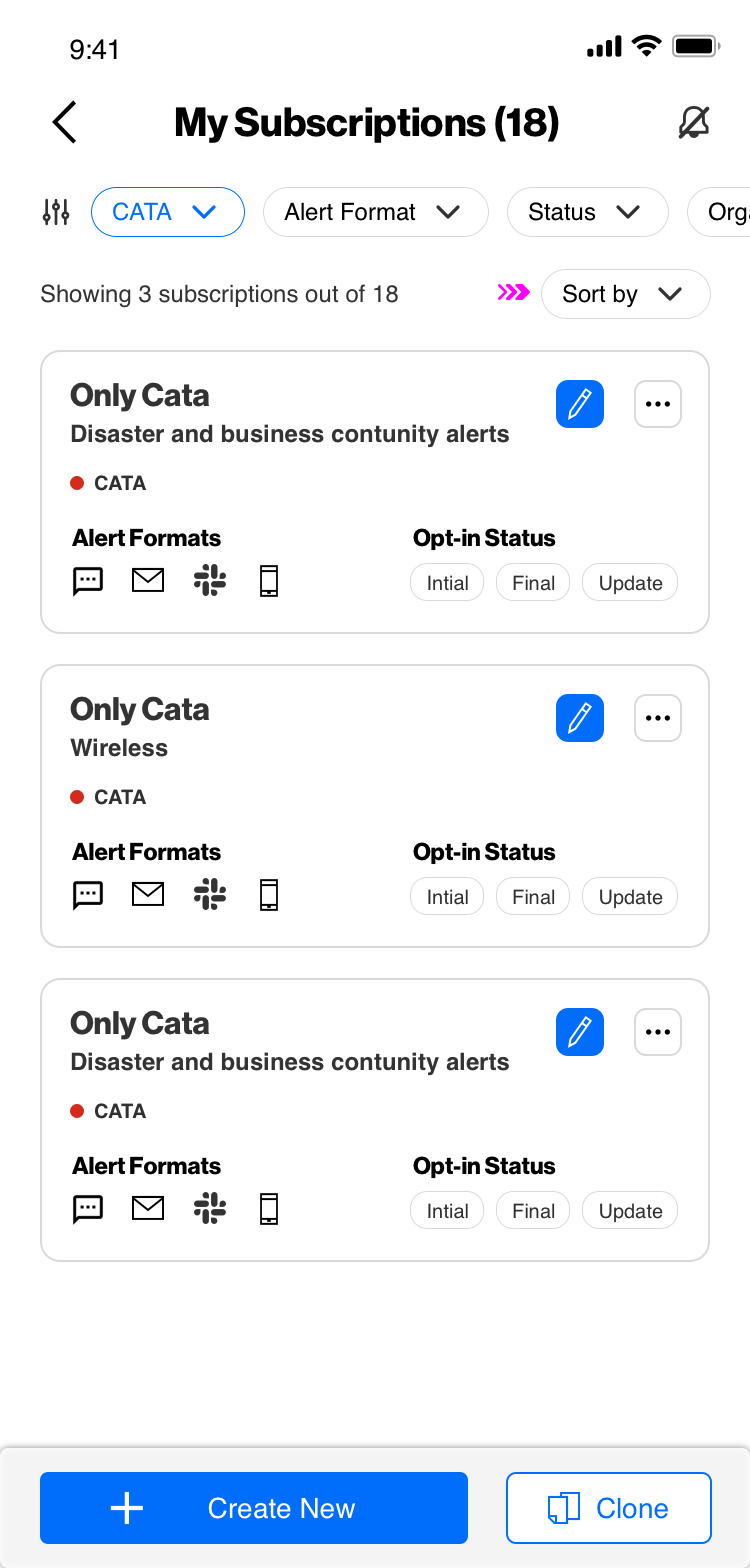 9:41
My Subscriptions (18)
CATA
Alert Format
Status
Showing 3 subscriptions out of 18
Sort by
Only Cata
Disaster and business contunity alerts
CATA
Alert Formats
Opt-in Status
Intial
Final
Update
Only Cata
Wireless
CATA
Alert Formats
Opt-in Status
Intial
Final
Update
Only Cata
Disaster and business contunity alerts
CATA
Alert Formats
Opt-in Status
Intial
Final
Update
Create New
Clone